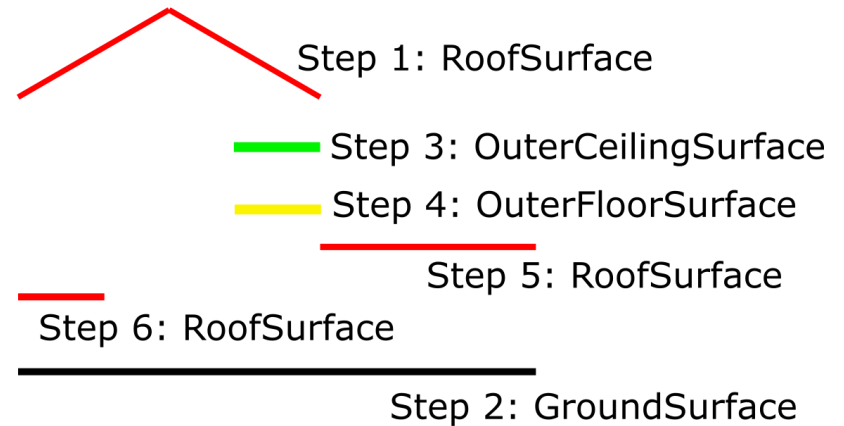 Step 1: RoofSurface
Step 3: OuterCeilingSurface
Step 4: OuterFloorSurface
Step 5: RoofSurface
Step 6: RoofSurface
Step 2: GroundSurface